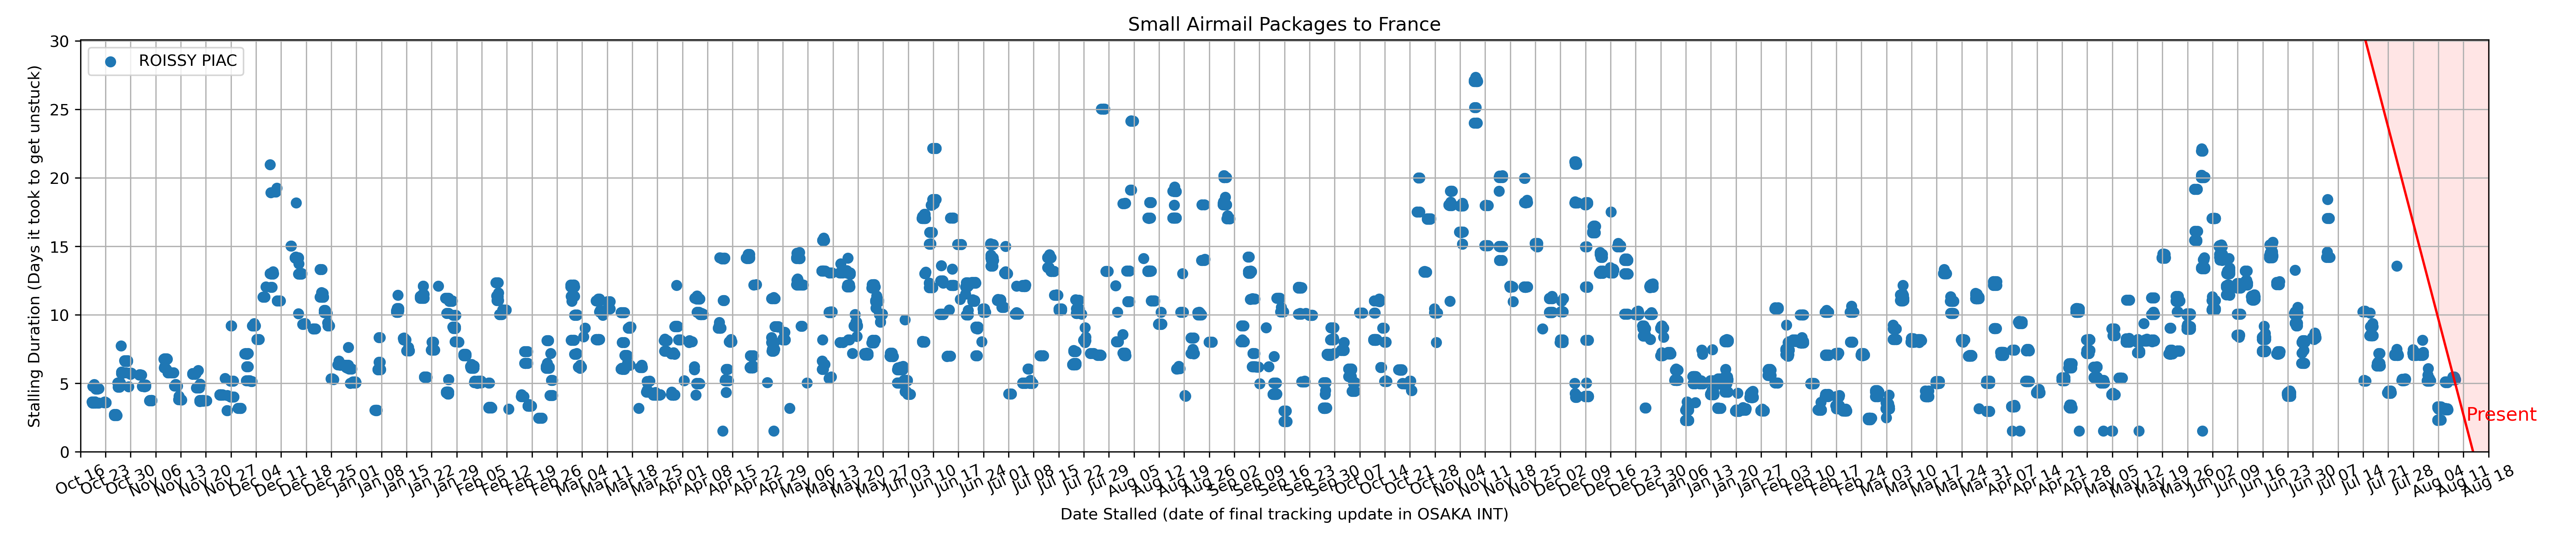 Small Airmail Packages to France
ROISSY PIAC
Stalling Duration (Days it took to get unstuck)
30
25
20
15
10
5
0
Present
Oct 16
Oct 23
Oct 30
Nov 06
Nov 13
Nov 20
Nov 27
Dec 04
Dec 11
Dec 18
Dec 25
Jan 01
Jan 08
Jan 15
Jan 22
Jan 29
Feb 05
Feb 12
Feb 19
Feb 26
Mar 04
Mar 11
Mar 18
Mar 25
Apr 01
Apr 08
Apr 15
Apr 22
Apr 29
May 06
May 13
May 20
May 27
Jun 03
Jun 10
Jun 17
Jun 24
Jul 01
Jul 08
Jul 15
Jul 22
Jul 29
Aug 05
Aug 12
Aug 19
Aug 26
Sep 02
Sep 09
Sep 16
Sep 23
Sep 30
Oct 07
Oct 14
Oct 21
Oct 28
Nov 04
Nov 11
Nov 18
Nov 25
Dec 02
Dec 09
Dec 16
Dec 23
Dec 30
Jan 06
Jan 13
Jan 20
Jan 27
Feb 03
Feb 10
Feb 17
Feb 24
Mar 03
Mar 10
Mar 17
Mar 24
Mar 31
Apr 07
Apr 14
Apr 21
Apr 28
May 05
May 12
May 19
May 26
Jun 02
Jun 09
Jun 16
Jun 23
Jun 30
Jul 07
Jul 14
Jul 21
Jul 28
Aug 04
Aug 11
Aug 18
Date Stalled (date of final tracking update in OSAKA INT)